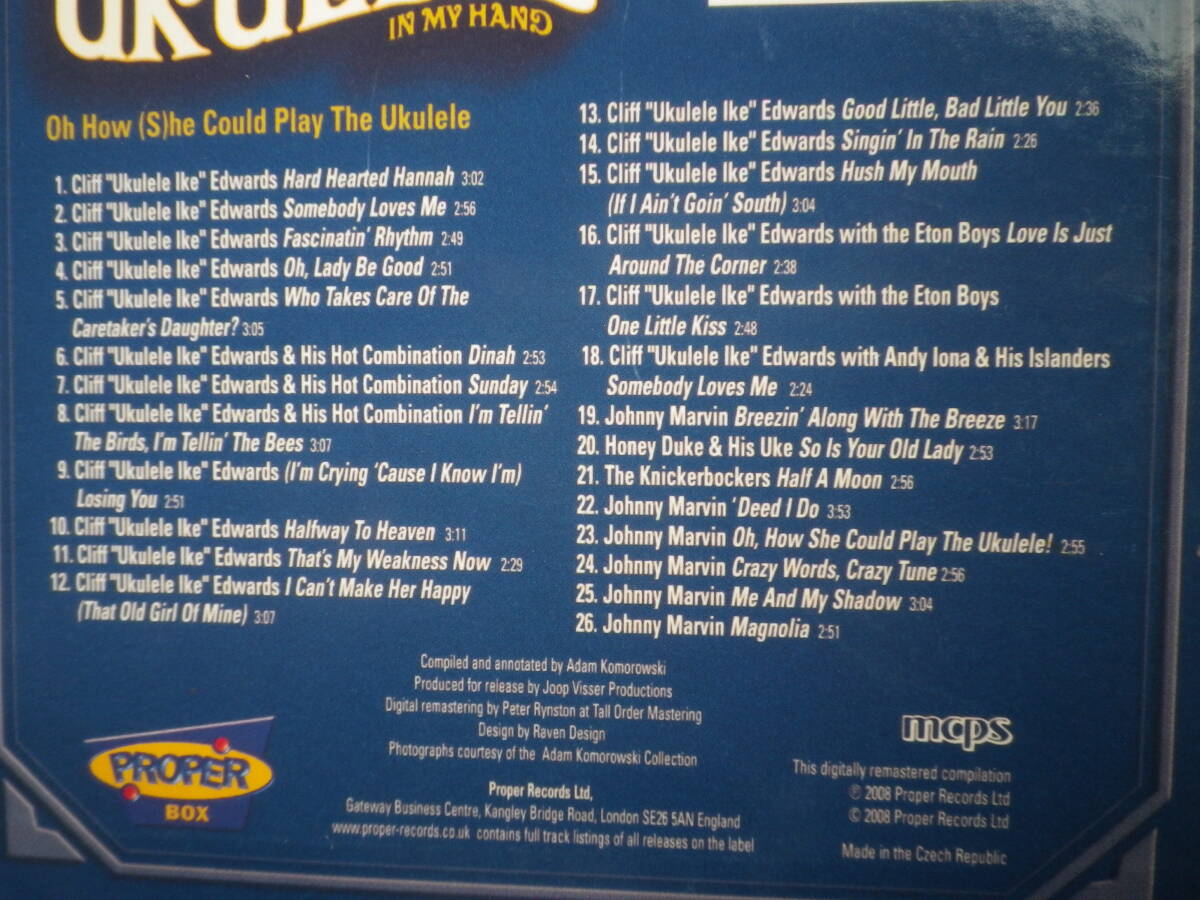 UKULELE
IN MY HAND
Oh How (S)he Could Play The Ukulele
1. Cliff "Ukulele Ike" Edwards Hard Hearted Hannah 3:02
2. Cliff "Ukulele Ike" Edwards Somebody Loves Me 2:56
3. Cliff "Ukulele Ike" Edwards Fascinatin' Rhythm 2:49
4. Cliff "Ukulele Ike" Edwards Oh, Lady Be Good 2:51
5. Cliff "Ukulele Ike" Edwards Who Takes Care Of The
Caretaker's Daughter? 3:05
6. Cliff "Ukulele Ike" Edwards & His Hot Combination Dinah 2:53
7. Cliff "Ukulele Ike" Edwards & His Hot Combination Sunday 2:54
8. Cliff "Ukulele Ike" Edwards & His Hot Combination I'm Tellin'
The Birds, I'm Tellin' The Bees 3:07
9. Cliff "Ukulele Ike" Edwards (I'm Crying 'Cause I Know I'm)
Losing You 2:51
10. Cliff "Ukulele Ike" Edwards Halfway To Heaven 3:11
11. Cliff "Ukulele Ike" Edwards That's My Weakness Now 2:29
12. Cliff "Ukulele Ike" Edwards I Can't Make Her Happy
(That Old Girl Of Mine) 3:07
13. Cliff "Ukulele Ike" Edwards Good Little, Bad Little You 2:36
14. Cliff "Ukulele Ike" Edwards Singin' In The Rain 2:26
15. Cliff "Ukulele Ike" Edwards Hush My Mouth
(If I Ain't Goin' South) 3:04
16. Cliff "Ukulele Ike" Edwards with the Eton Boys Love Is Just
Around The Corner 2:38
17. Cliff "Ukulele Ike" Edwards with the Eton Boys
One Little Kiss 2:48
18. Cliff "Ukulele Ike" Edwards with Andy Iona & His Islanders
Somebody Loves Me 2:24
19. Johnny Marvin Breezin' Along With The Breeze 3:17
20. Honey Duke & His Uke So Is Your Old Lady 2:53
21. The Knickerbockers Half A Moon 2:56
22. Johnny Marvin 'Deed I Do 3:53
23. Johnny Marvin Oh, How She Could Play The Ukulele! 2:55
24. Johnny Marvin Crazy Words, Crazy Tune 2:56
25. Johnny Marvin Me And My Shadow 3:04
26. Johnny Marvin Magnolia 2:51
Compiled and annotated by Adam Komorowski
Produced for release by Joop Visser Productions
Digital remastering by Peter Rynston at Tall Order Mastering
Design by Raven Design
Photographs courtesy of the Adam Komorowski Collection
Proper Records Ltd,
Gateway Business Centre, Kangley Bridge Road, London SE26 5AN England
www.proper-records.co.uk contains full track listings of all releases on the label
PROPER
BOX
mcps
This digitally remastered compilation
℗ 2008 Proper Records Ltd
© 2008 Proper Records Ltd
Made in the Czech Republic